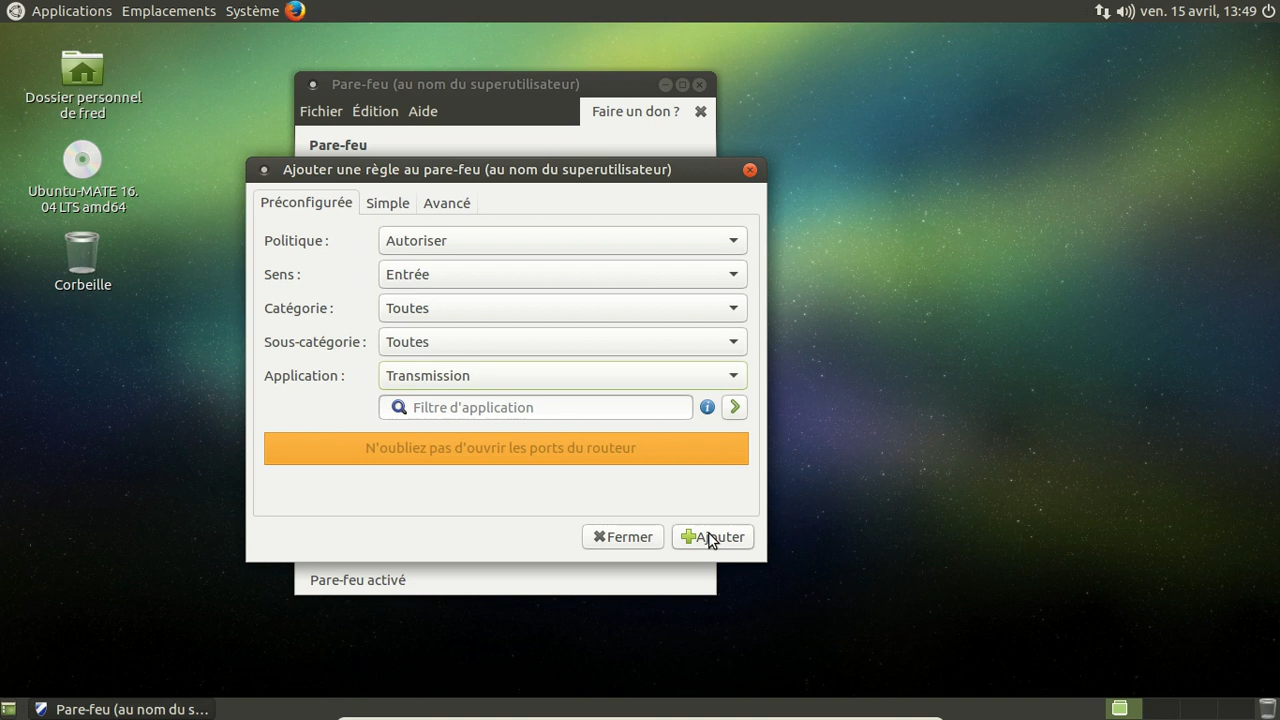 Applications Emplacements Système
ven. 15 avril, 13:49
Dossier personnel
de fred
Ubuntu-MATE 16.
04 LTS amd64
Corbeille
Pare-feu (au nom du superutilisateur)
Fichier Édition Aide
Faire un don ?
Pare-feu
Ajouter une règle au pare-feu (au nom du superutilisateur)
Préconfigurée Simple Avancé
Politique : Autoriser
Sens : Entrée
Catégorie : Toutes
Sous-catégorie : Toutes
Application : Transmission
Filtre d'application
N'oubliez pas d'ouvrir les ports du routeur
Fermer Ajouter
Pare-feu activé
Pare-feu (au nom du s...